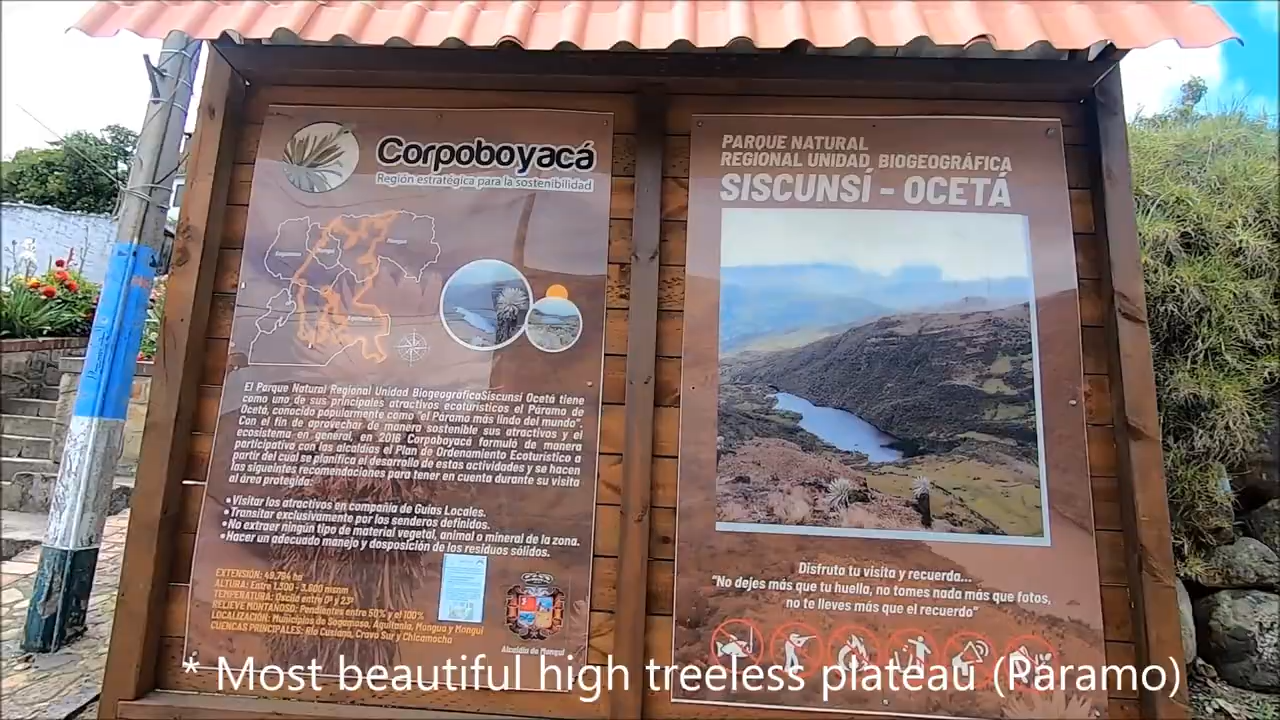 Corpoboyacá
Región estratégica para la sostenibilidad
El Parque Natural Regional Unidad BiogeográficaSiscunsí Ocetá tiene
como uno de sus principales atractivos ecoturísticos el Páramo de
Ocetá, conocido popularmente como "el Páramo más lindo del mundo".
Con el fin de aprovechar de manera sostenible sus atractivos y el
ecosistema en general, en 2016 Corpoboyacá formuló de manera
participativa con las alcaldías el Plan de Ordenamiento Ecoturístico a
partir del cual se planifica el desarrollo de estas actividades y se hacen
las siguientes recomendaciones para tener en cuenta durante su visita
al área protegida:
• Visitar los atractivos en compañía de Guías Locales.
• Transitar exclusivamente por los senderos definidos.
• No extraer ningún tipo de material vegetal, animal o mineral de la zona.
• Hacer un adecuado manejo y dosposición de los residuos sólidos.
EXTENSIÓN: 49.794 ha
ALTURA: Entre 1.300 - 3.800 msnm
TEMPERATURA: Oscila entre 0º y 23º
RELIEVE MONTAÑOSO: Pendientes entre 50% y el 100%
LOCALIZACIÓN: Municipios de Sogamoso, Aquitania, Mongua y Monguí
CUENCAS PRINCIPALES: Río Cusiana, Cravo Sur y Chicamocha
Alcaldía de Monguí
PARQUE NATURAL
REGIONAL UNIDAD BIOGEOGRÁFICA
SISCUNSÍ - OCETÁ
Disfruta tu visita y recuerda...
"No dejes más que tu huella, no tomes nada más que fotos,
no te lleves más que el recuerdo"
* Most beautiful high treeless plateau (Paramo)